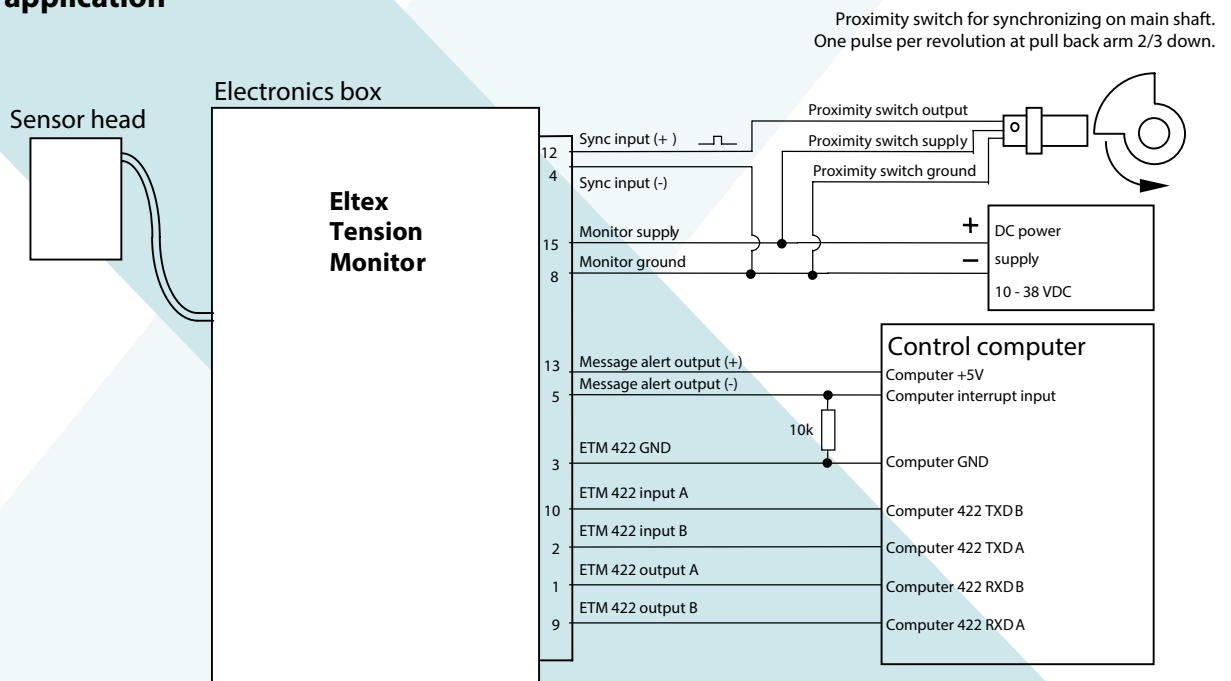 application
Proximity switch for synchronizing on main shaft.
One pulse per revolution at pull back arm 2/3 down.
Electronics box
Sensor head
Eltex
Tension
Monitor
12
4
15
8
13
5
3
10
2
1
9
Sync input (+ )
Sync input (-)
Monitor supply
Monitor ground
Message alert output (+)
Message alert output (-)
ETM 422 GND
ETM 422 input A
ETM 422 input B
ETM 422 output A
ETM 422 output B
Proximity switch output
Proximity switch supply
Proximity switch ground
+
−
DC power
supply
10 - 38 VDC
10k
Control computer
Computer +5V
Computer interrupt input
Computer GND
Computer 422 TXD B
Computer 422 TXD A
Computer 422 RXD B
Computer 422 RXD A